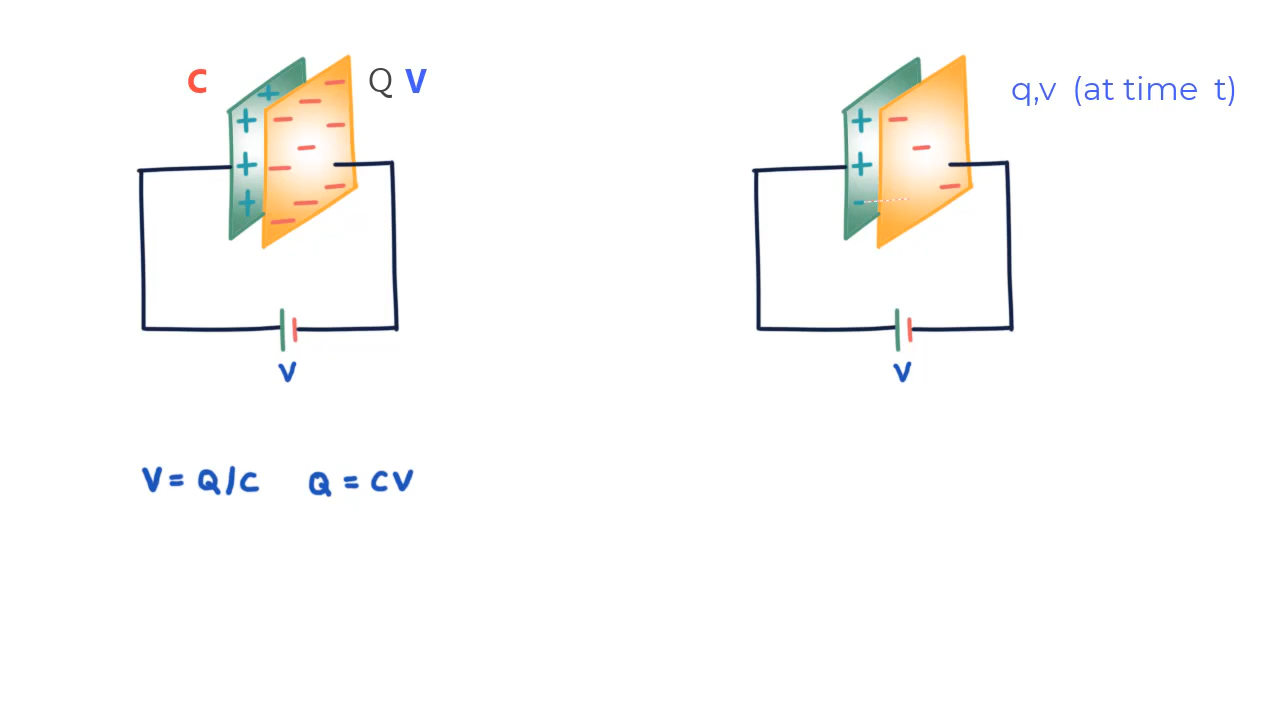 C Q V
q,v (at time t)
V V
V = Q/C Q = CV